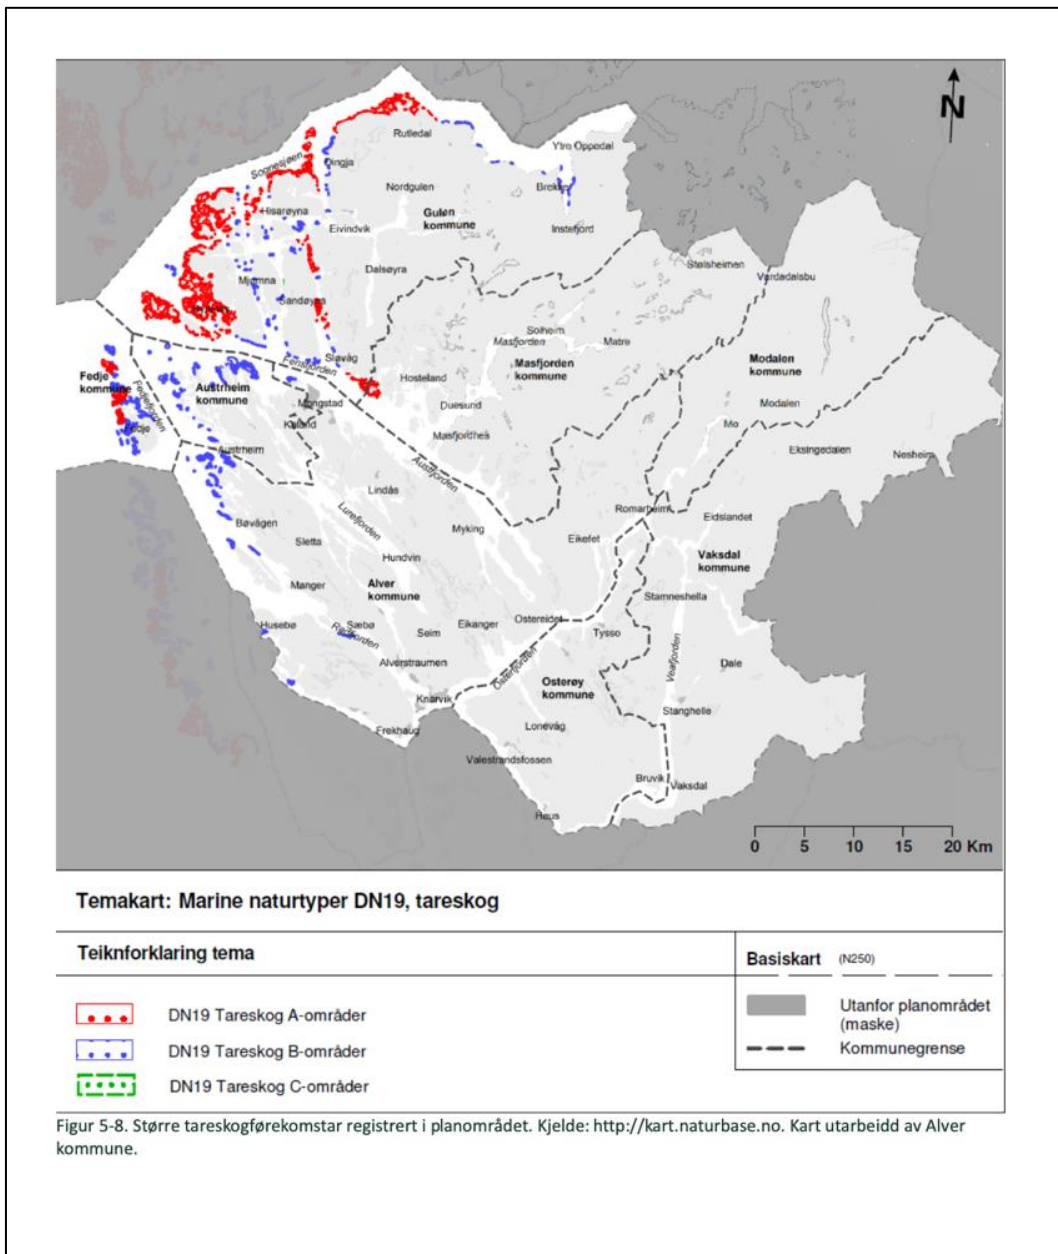 N
Rutledal
Ytre Oppedal
Sognesjøen
Dingja
Nordgulen
Brekke
Hisarøyna
Gulen
kommune
Eivindvik
Instefjord
Dalsøyra
Stølsheimen
Vardadalsbu
Mjømna
Sandøyna
Solheim
Masfjorden
Matre
Sløvåg
Fensfjorden
Modalen
kommune
Masfjorden
kommune
Fedje
kommune
Austrheim
kommune
Hosteland
Fedjefjorden
Mongstad
Duesund
Modalen
Fedje
Kaland
Mo
Masfjordnes
Austrheim
Eksingedalen
Nesheim
Austfjorden
Lindås
Romarheim
Eidslandet
Lurefjorden
Bøvågen
Myking
Eikefet
Sletta
Hundvin
Vaksdal
kommune
Manger
Alver
kommune
Stamneshella
Husebø
Sæbø
Radfjorden
Seim
Eikanger
Ostereidet
Tysso
Alverstraumen
Osterfjorden
Veafjorden
Dale
Osterøy
kommune
Knarvik
Stanghelle
Frekhaug
Lonevåg
Valestrandsfossen
Bruvik
Vaksdal
Haus
0 5 10 15 20 Km
Temakart: Marine naturtyper DN19, tareskog
Teiknforklaring tema
DN19 Tareskog A-områder
DN19 Tareskog B-områder
DN19 Tareskog C-områder
Basiskart (N250)
Utanfor planområdet
(maske)
Kommunegrense
Figur 5-8. Større tareskogførekomstar registrert i planområdet. Kjelde: http://kart.naturbase.no. Kart utarbeidd av Alver
kommune.